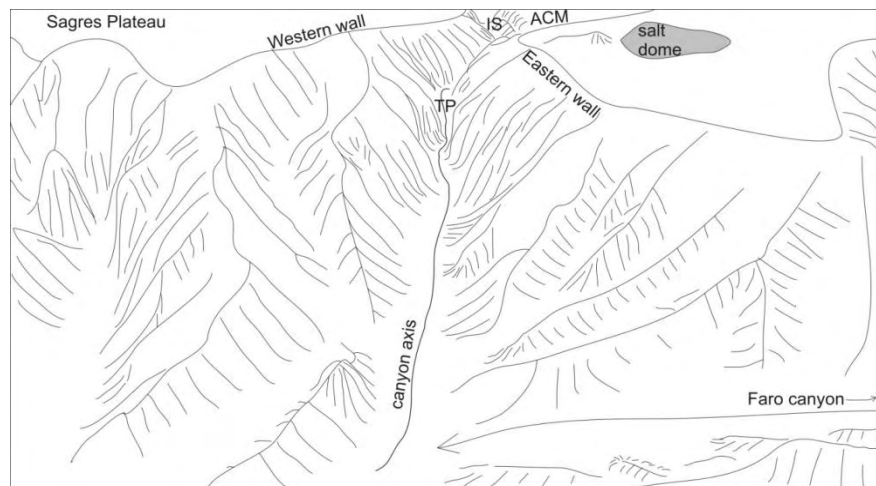 Sagres Plateau
Western wall
IS
ACM
salt
dome
Eastern wall
TP
canyon axis
Faro canyon